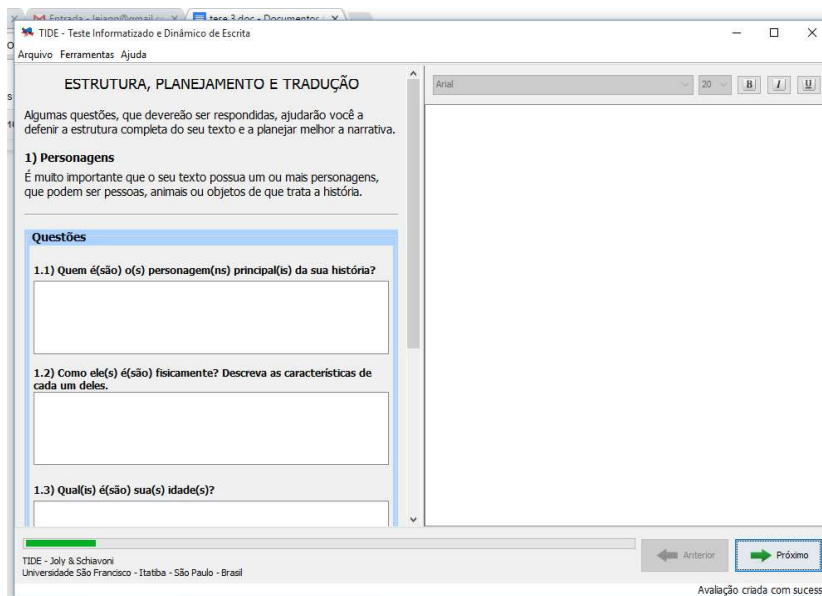 Entrada - lejapp@gmail.c
tese 3.doc - Documentos
TIDE - Teste Informatizado e Dinâmico de Escrita
Arquivo Ferramentas Ajuda
ESTRUTURA, PLANEJAMENTO E TRADUÇÃO
Algumas questões, que deverão ser respondidas, ajudarão você a
defenir a estrutura completa do seu texto e a planejar melhor a narrativa.
1) Personagens
É muito importante que o seu texto possua um ou mais personagens,
que podem ser pessoas, animais ou objetos de que trata a história.
Questões
1.1) Quem é(são) o(s) personagem(ns) principal(is) da sua história?
1.2) Como ele(s) é(são) fisicamente? Descreva as características de
cada um deles.
1.3) Qual(is) é(são) sua(s) idade(s)?
Arial 20 B I U
Anterior Próximo
TIDE - Joly & Schiavoni
Universidade São Francisco - Itatiba - São Paulo - Brasil
Avaliação criada com sucess